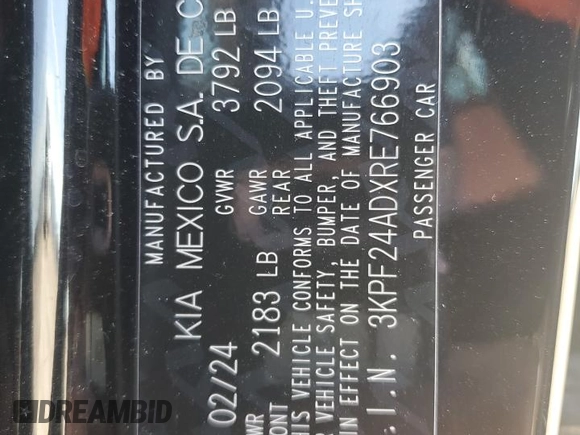 MANUFACTURED BY
KIA MEXICO S.A. DE C
02/24 GVWR 3792 LB
GAWR GAWR
2183 LB REAR 2094 LB
THIS VEHICLE CONFORMS TO ALL APPLICABLE U.
VEHICLE SAFETY, BUMPER, AND THEFT PREVE
IN EFFECT ON THE DATE OF MANUFACTURE SH
I.N. 3KPF24ADXRE766903
PASSENGER CAR
DREAMBID